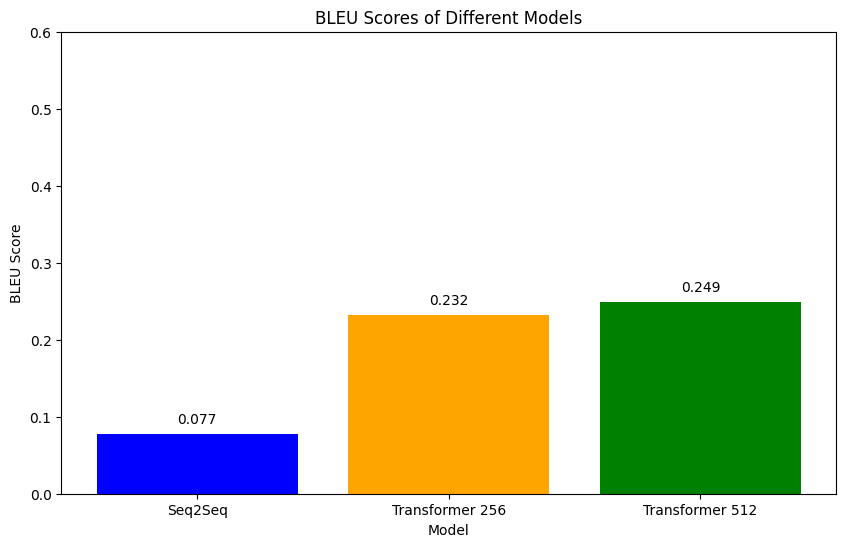 BLEU Scores of Different Models
0.6
0.5
0.4
0.3
0.2
0.1
0.0
BLEU Score
0.077
0.232
0.249
Seq2Seq
Transformer 256
Transformer 512
Model